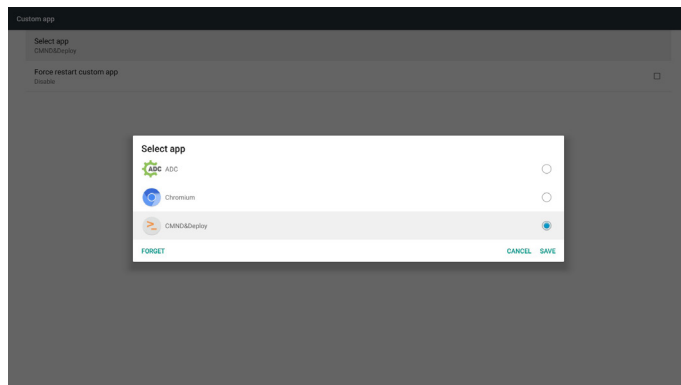 Custom app
Select app
CMND&Deploy
Force restart custom app
Disable
Select app
ADC ADC
Chromium
CMND&Deploy
FORGET CANCEL SAVE